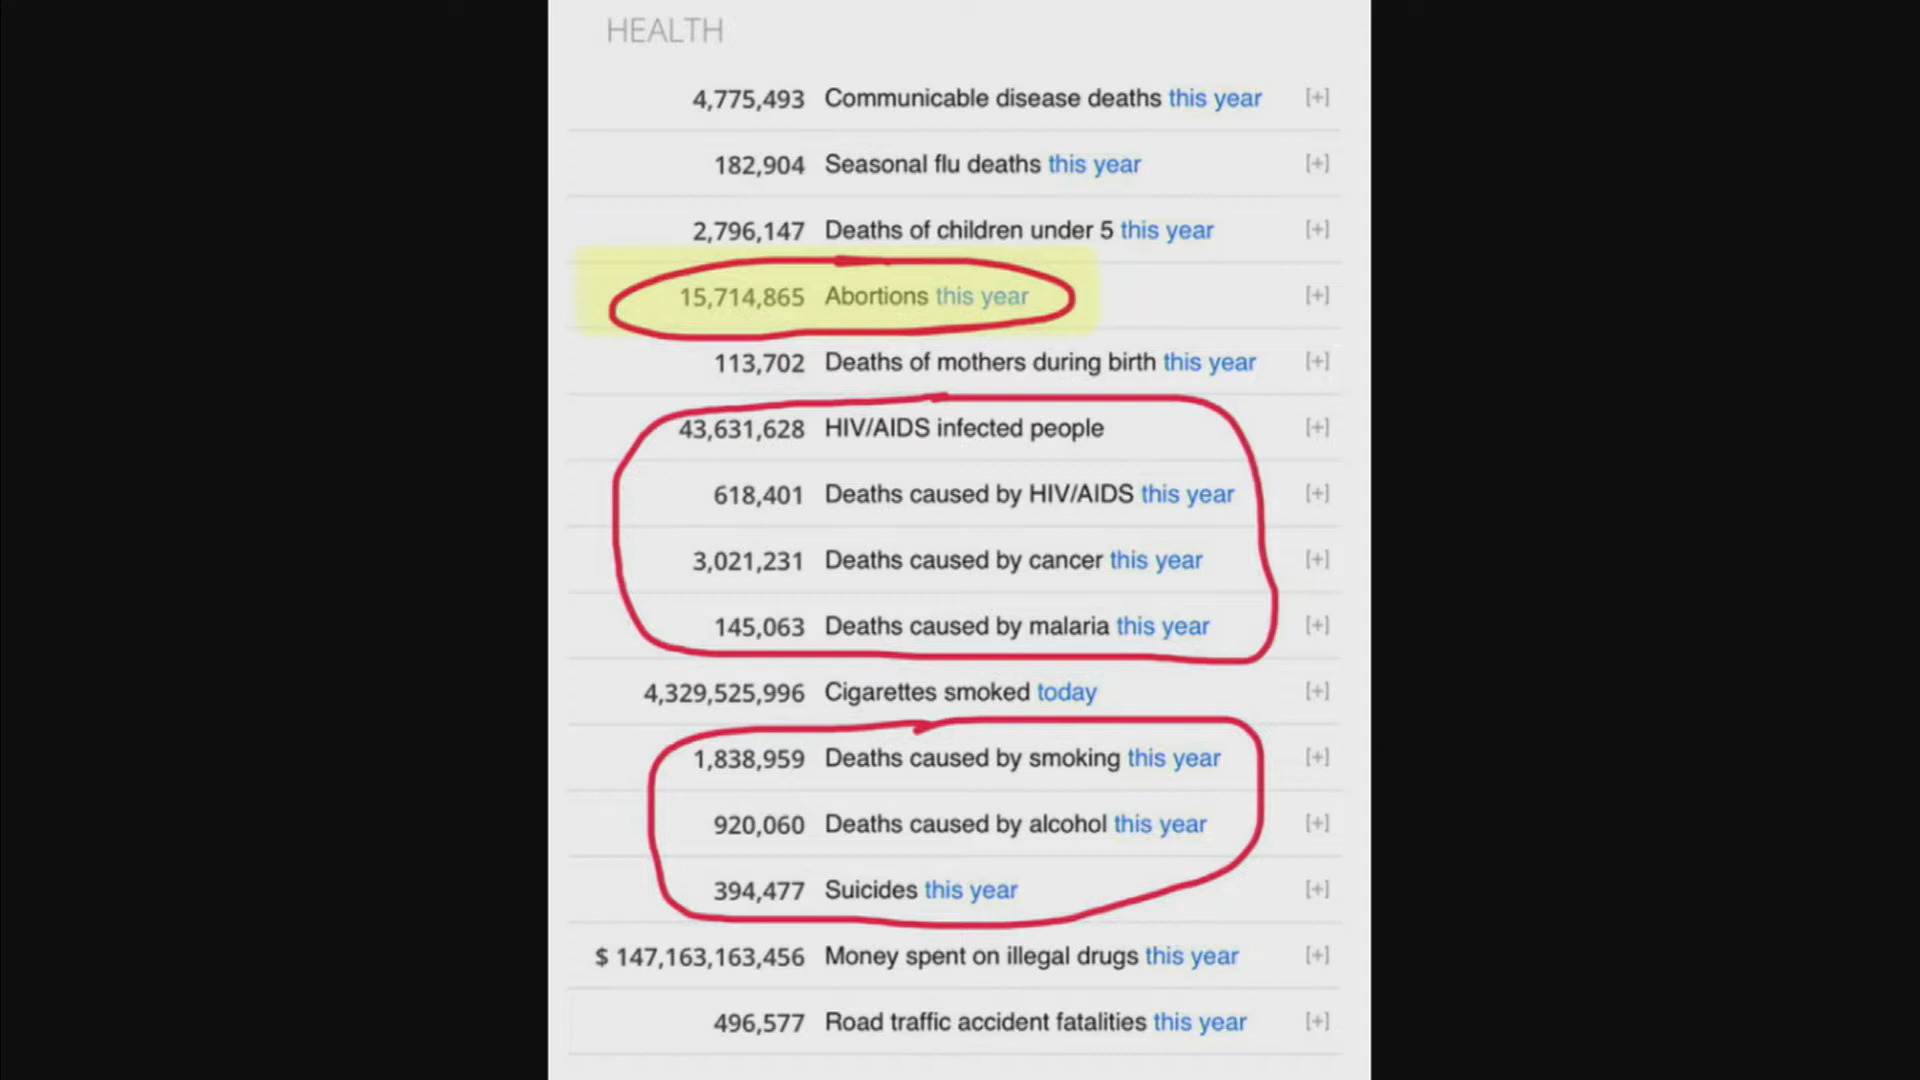 HEALTH
4,775,493 Communicable disease deaths this year [+]
182,904 Seasonal flu deaths this year [+]
2,796,147 Deaths of children under 5 this year [+]
15,714,865 Abortions this year [+]
113,702 Deaths of mothers during birth this year [+]
43,631,628 HIV/AIDS infected people [+]
618,401 Deaths caused by HIV/AIDS this year [+]
3,021,231 Deaths caused by cancer this year [+]
145,063 Deaths caused by malaria this year [+]
4,329,525,996 Cigarettes smoked today [+]
1,838,959 Deaths caused by smoking this year [+]
920,060 Deaths caused by alcohol this year [+]
394,477 Suicides this year [+]
$ 147,163,163,456 Money spent on illegal drugs this year [+]
496,577 Road traffic accident fatalities this year [+]